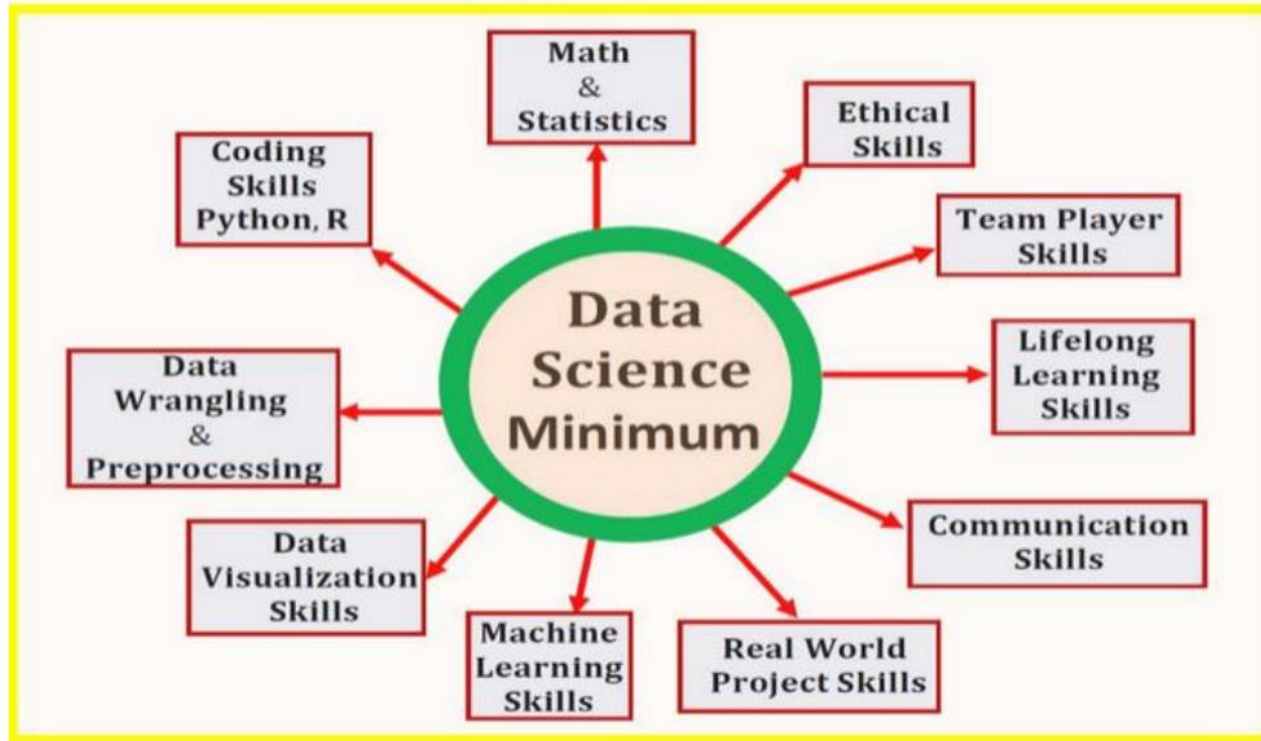 Data
Science
Minimum
Math
&
Statistics
Ethical
Skills
Team Player
Skills
Lifelong
Learning
Skills
Communication
Skills
Real World
Project Skills
Machine
Learning
Skills
Data
Visualization
Skills
Data
Wrangling
&
Preprocessing
Coding
Skills
Python, R